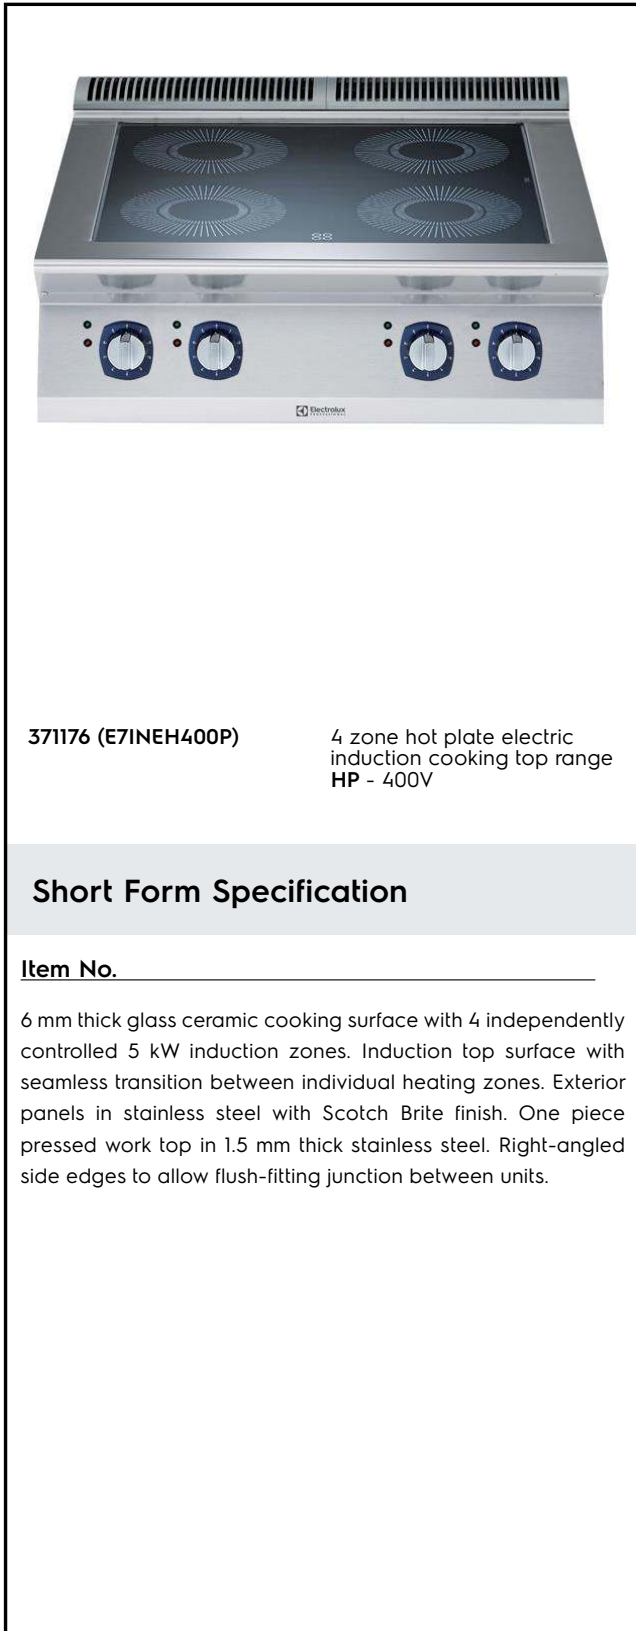 Electrolux
PROFESSIONAL
371176 (E7INEH400P)
4 zone hot plate electric
induction cooking top range
HP - 400V
Short Form Specification
Item No.
6 mm thick glass ceramic cooking surface with 4 independently
controlled 5 kW induction zones. Induction top surface with
seamless transition between individual heating zones. Exterior
panels in stainless steel with Scotch Brite finish. One piece
pressed work top in 1.5 mm thick stainless steel. Right-angled
side edges to allow flush-fitting junction between units.